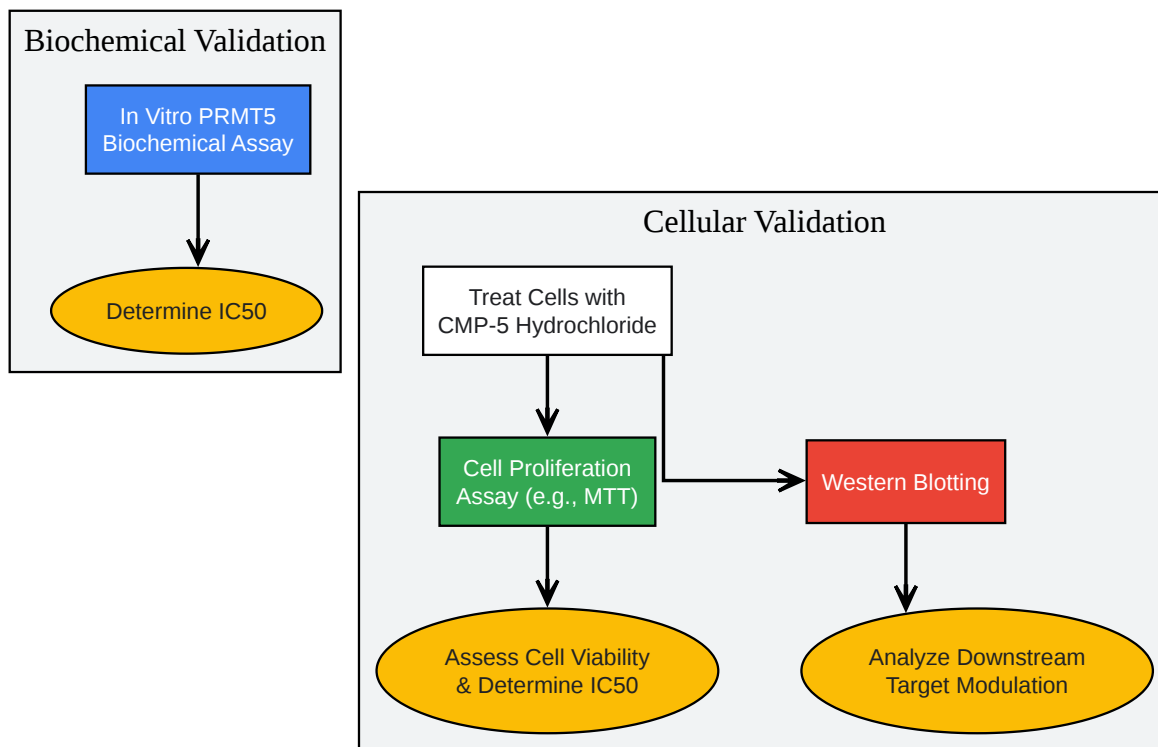 Biochemical Validation
In Vitro PRMT5
Biochemical Assay
Determine IC50
Cellular Validation
Treat Cells with
CMP-5 Hydrochloride
Cell Proliferation
Assay (e.g., MTT)
Western Blotting
Assess Cell Viability
& Determine IC50
Analyze Downstream
Target Modulation